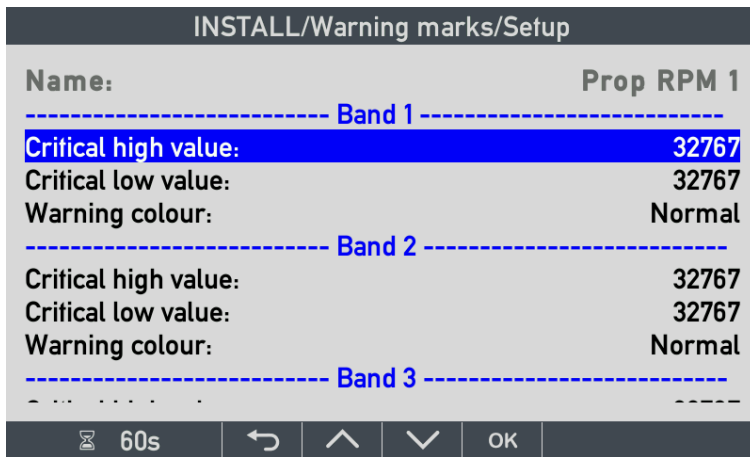 INSTALL/Warning marks/Setup
Name: Prop RPM 1
--------------------------- Band 1 ---------------------------
Critical high value: 32767
Critical low value: 32767
Warning colour: Normal
--------------------------- Band 2 ---------------------------
Critical high value: 32767
Critical low value: 32767
Warning colour: Normal
--------------------------- Band 3 ---------------------------
60s OK